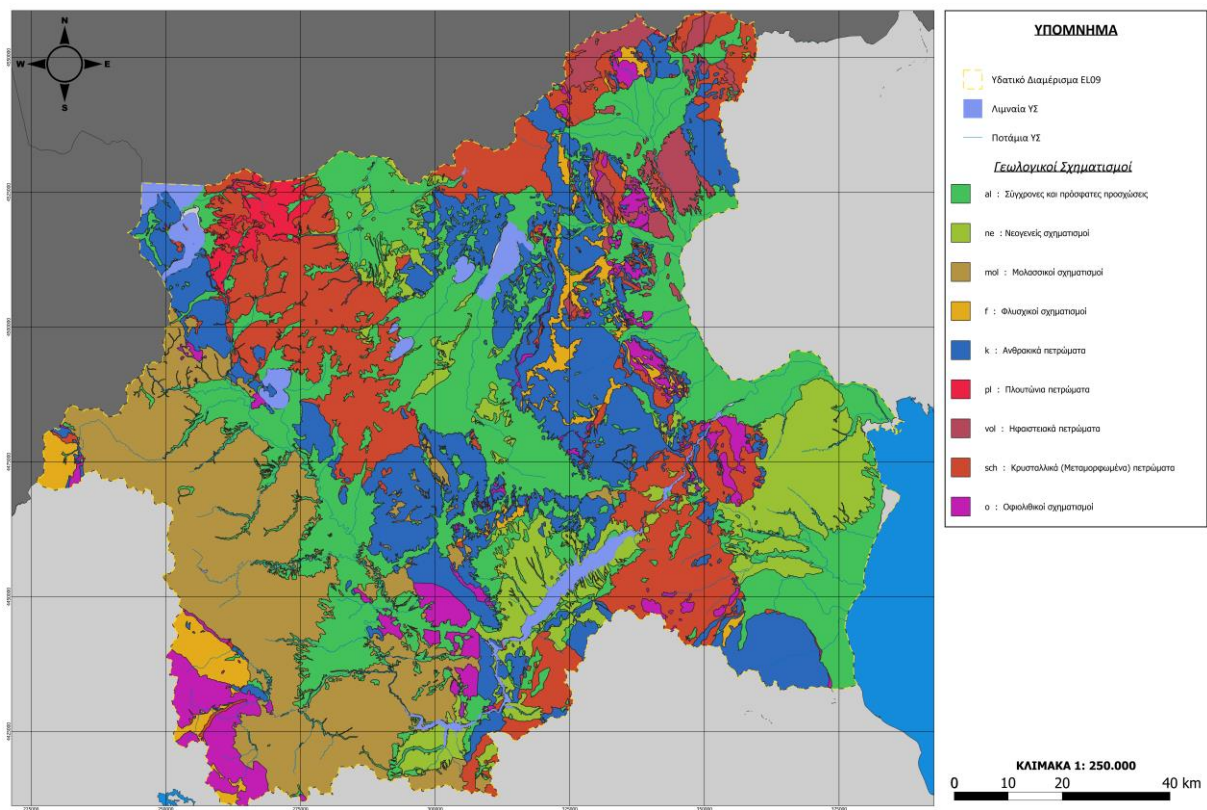 N
W
E
S
ΥΠΟΜΝΗΜΑ
Υδατικό Διαμέρισμα EL09
Λιμναία ΥΣ
Ποτάμια ΥΣ
Γεωλογικοί Σχηματισμοί
al : Σύγχρονες και πρόσφατες προσχώσεις
ne : Νεογενείς σχηματισμοί
mol : Μολασσικοί σχηματισμοί
f : Φλυσχικοί σχηματισμοί
k : Ανθρακικά πετρώματα
pl : Πλουτώνια πετρώματα
vol : Ηφαιστειακά πετρώματα
sch : Κρυσταλλικά (Μεταμορφωμένα) πετρώματα
o : Οφιολιθικοί σχηματισμοί
ΚΛΙΜΑΚΑ 1: 250.000
0 10 20 40 km